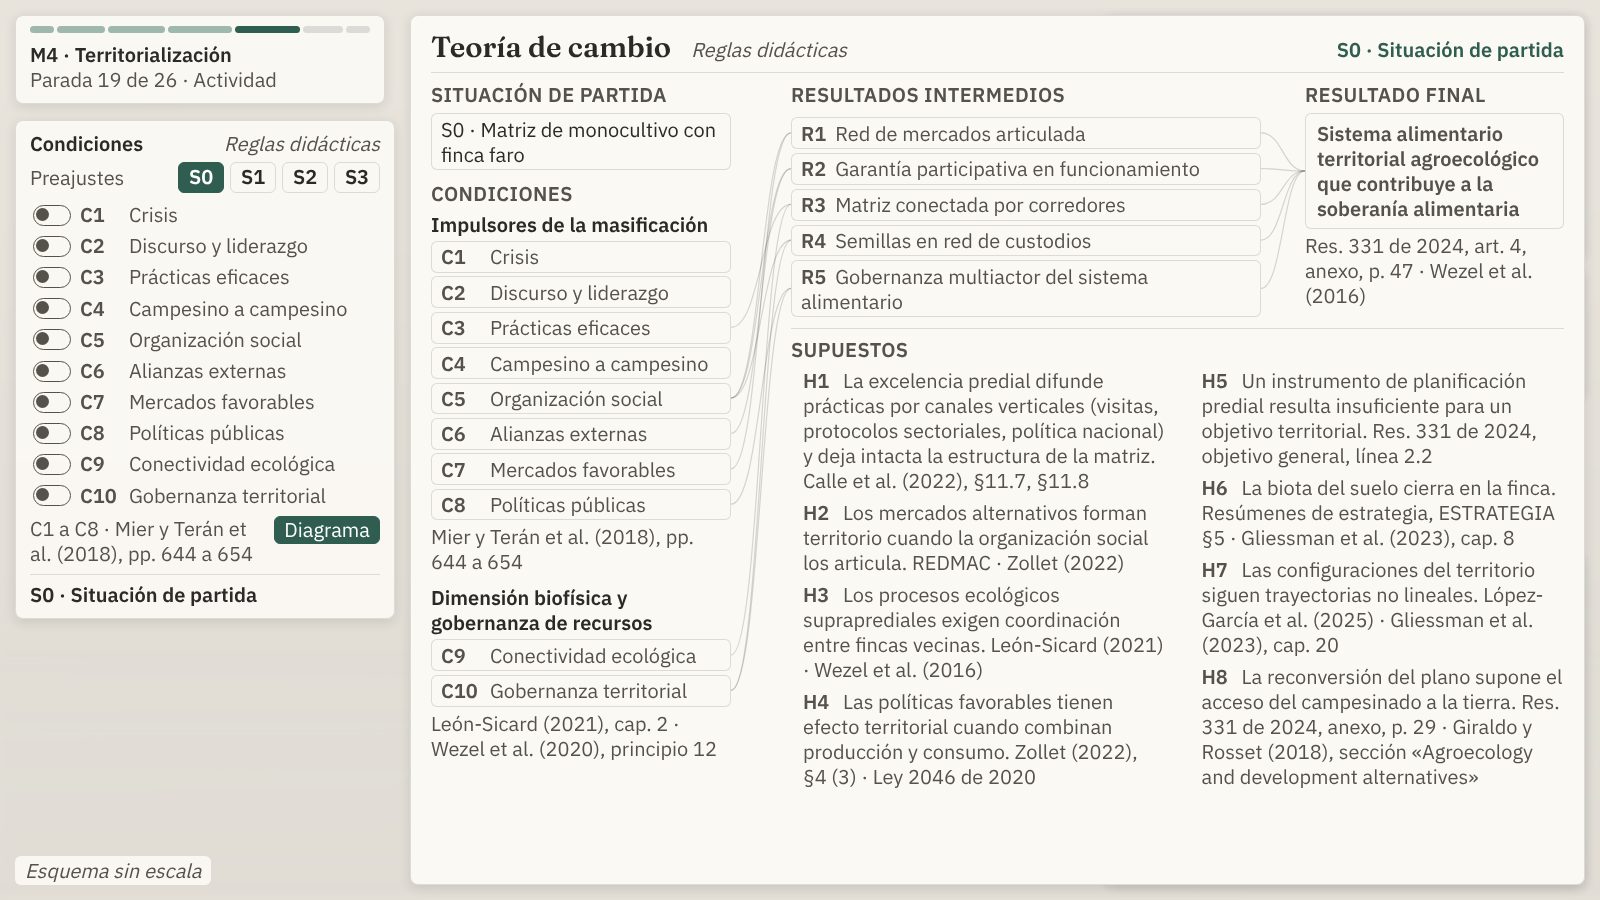 M4 · Territorialización
Parada 19 de 26 · Actividad
Condiciones
Reglas didácticas
Preajustes
S0
S1
S2
S3
C1 Crisis
C2 Discurso y liderazgo
C3 Prácticas eficaces
C4 Campesino a campesino
C5 Organización social
C6 Alianzas externas
C7 Mercados favorables
C8 Políticas públicas
C9 Conectividad ecológica
C10 Gobernanza territorial
C1 a C8 · Mier y Terán et
al. (2018), pp. 644 a 654
Diagrama
S0 · Situación de partida
Esquema sin escala
Teoría de cambio
Reglas didácticas
S0 · Situación de partida
SITUACIÓN DE PARTIDA
S0 · Matriz de monocultivo con
finca faro
CONDICIONES
Impulsores de la masificación
C1 Crisis
C2 Discurso y liderazgo
C3 Prácticas eficaces
C4 Campesino a campesino
C5 Organización social
C6 Alianzas externas
C7 Mercados favorables
C8 Políticas públicas
Mier y Terán et al. (2018), pp.
644 a 654
Dimensión biofísica y
gobernanza de recursos
C9 Conectividad ecológica
C10 Gobernanza territorial
León-Sicard (2021), cap. 2 ·
Wezel et al. (2020), principio 12
RESULTADOS INTERMEDIOS
R1 Red de mercados articulada
R2 Garantía participativa en funcionamiento
R3 Matriz conectada por corredores
R4 Semillas en red de custodios
R5 Gobernanza multiactor del sistema
alimentario
RESULTADO FINAL
Sistema alimentario
territorial agroecológico
que contribuye a la
soberanía alimentaria
Res. 331 de 2024, art. 4,
anexo, p. 47 · Wezel et al.
(2016)
SUPUESTOS
H1 La excelencia predial difunde
prácticas por canales verticales (visitas,
protocolos sectoriales, política nacional)
y deja intacta la estructura de la matriz.
Calle et al. (2022), §11.7, §11.8
H2 Los mercados alternativos forman
territorio cuando la organización social
los articula. REDMAC · Zollet (2022)
H3 Los procesos ecológicos
supraprediales exigen coordinación
entre fincas vecinas. León-Sicard (2021)
· Wezel et al. (2016)
H4 Las políticas favorables tienen
efecto territorial cuando combinan
producción y consumo. Zollet (2022),
§4 (3) · Ley 2046 de 2020
H5 Un instrumento de planificación
predial resulta insuficiente para un
objetivo territorial. Res. 331 de 2024,
objetivo general, línea 2.2
H6 La biota del suelo cierra en la finca.
Resúmenes de estrategia, ESTRATEGIA
§5 · Gliessman et al. (2023), cap. 8
H7 Las configuraciones del territorio
siguen trayectorias no lineales. López-
García et al. (2025) · Gliessman et al.
(2023), cap. 20
H8 La reconversión del plano supone el
acceso del campesinado a la tierra. Res.
331 de 2024, anexo, p. 29 · Giraldo y
Rosset (2018), sección «Agroecology
and development alternatives»